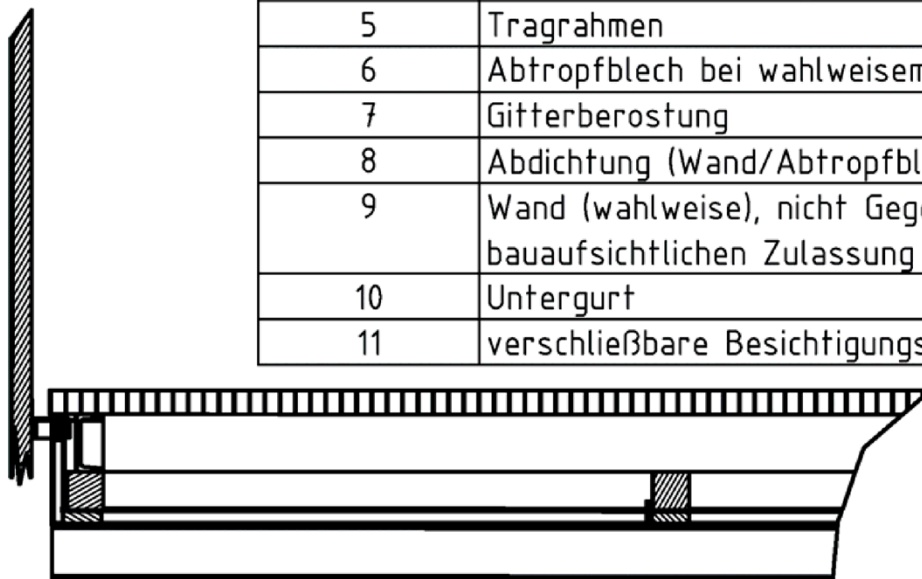 5 Tragrahmen
6 Abtropfblech bei wahlweisem
7 Gitterberostung
8 Abdichtung (Wand/Abtropfbl
9 Wand (wahlweise), nicht Geg
bauaufsichtlichen Zulassung
10 Untergurt
11 verschließbare Besichtigungs